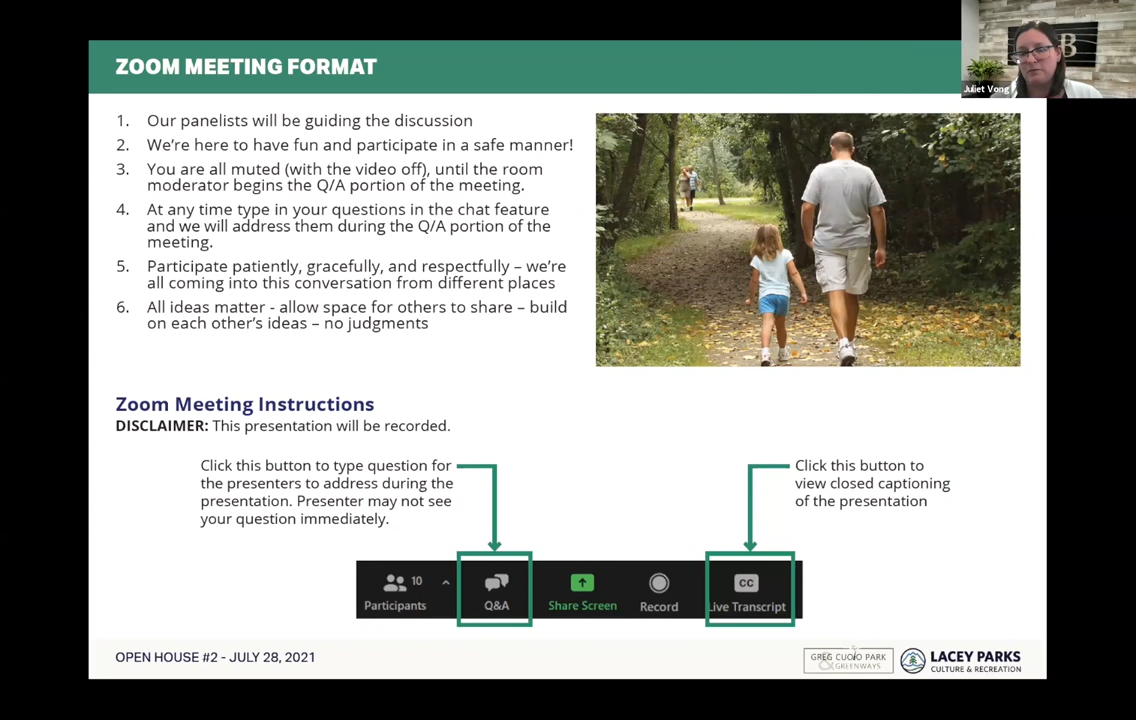 ZOOM MEETING FORMAT
B
Juliet Vong
1. Our panelists will be guiding the discussion
2. We're here to have fun and participate in a safe manner!
3. You are all muted (with the video off), until the room
moderator begins the Q/A portion of the meeting.
4. At any time type in your questions in the chat feature
and we will address them during the Q/A portion of the
meeting.
5. Participate patiently, gracefully, and respectfully – we're
all coming into this conversation from different places
6. All ideas matter - allow space for others to share – build
on each other's ideas – no judgments
Zoom Meeting Instructions
DISCLAIMER: This presentation will be recorded.
Click this button to type question for
the presenters to address during the
presentation. Presenter may not see
your question immediately.
Click this button to
view closed captioning
of the presentation
10
CC
Participants
Q&A
Share Screen
Record
Live Transcript
OPEN HOUSE #2 - JULY 28, 2021
GREG CUOIO PARK
& GREENWAYS
LACEY PARKS
CULTURE & RECREATION